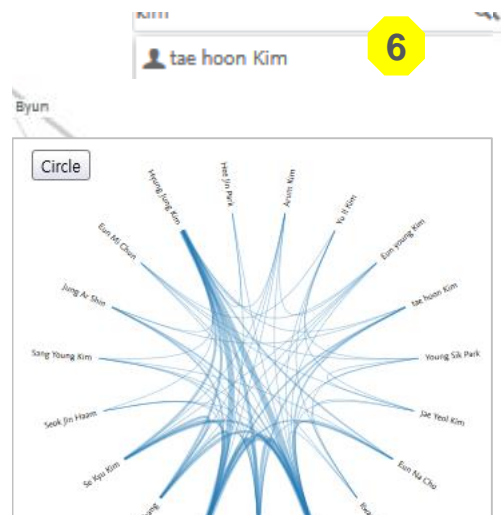 kim
tae hoon Kim
6
Byun
Circle
Hyung Jung Kim
Hee Jin Park
Arum Kim
Yu Il Kim
Eun Mi Chun
Eun young Kim
Jung Ar Shin
tae hoon Kim
Sang Young Kim
Young Sik Park
Seok Jin Haam
Jae Yeol Kim
Se Kyu Kim
Eun Na Cho